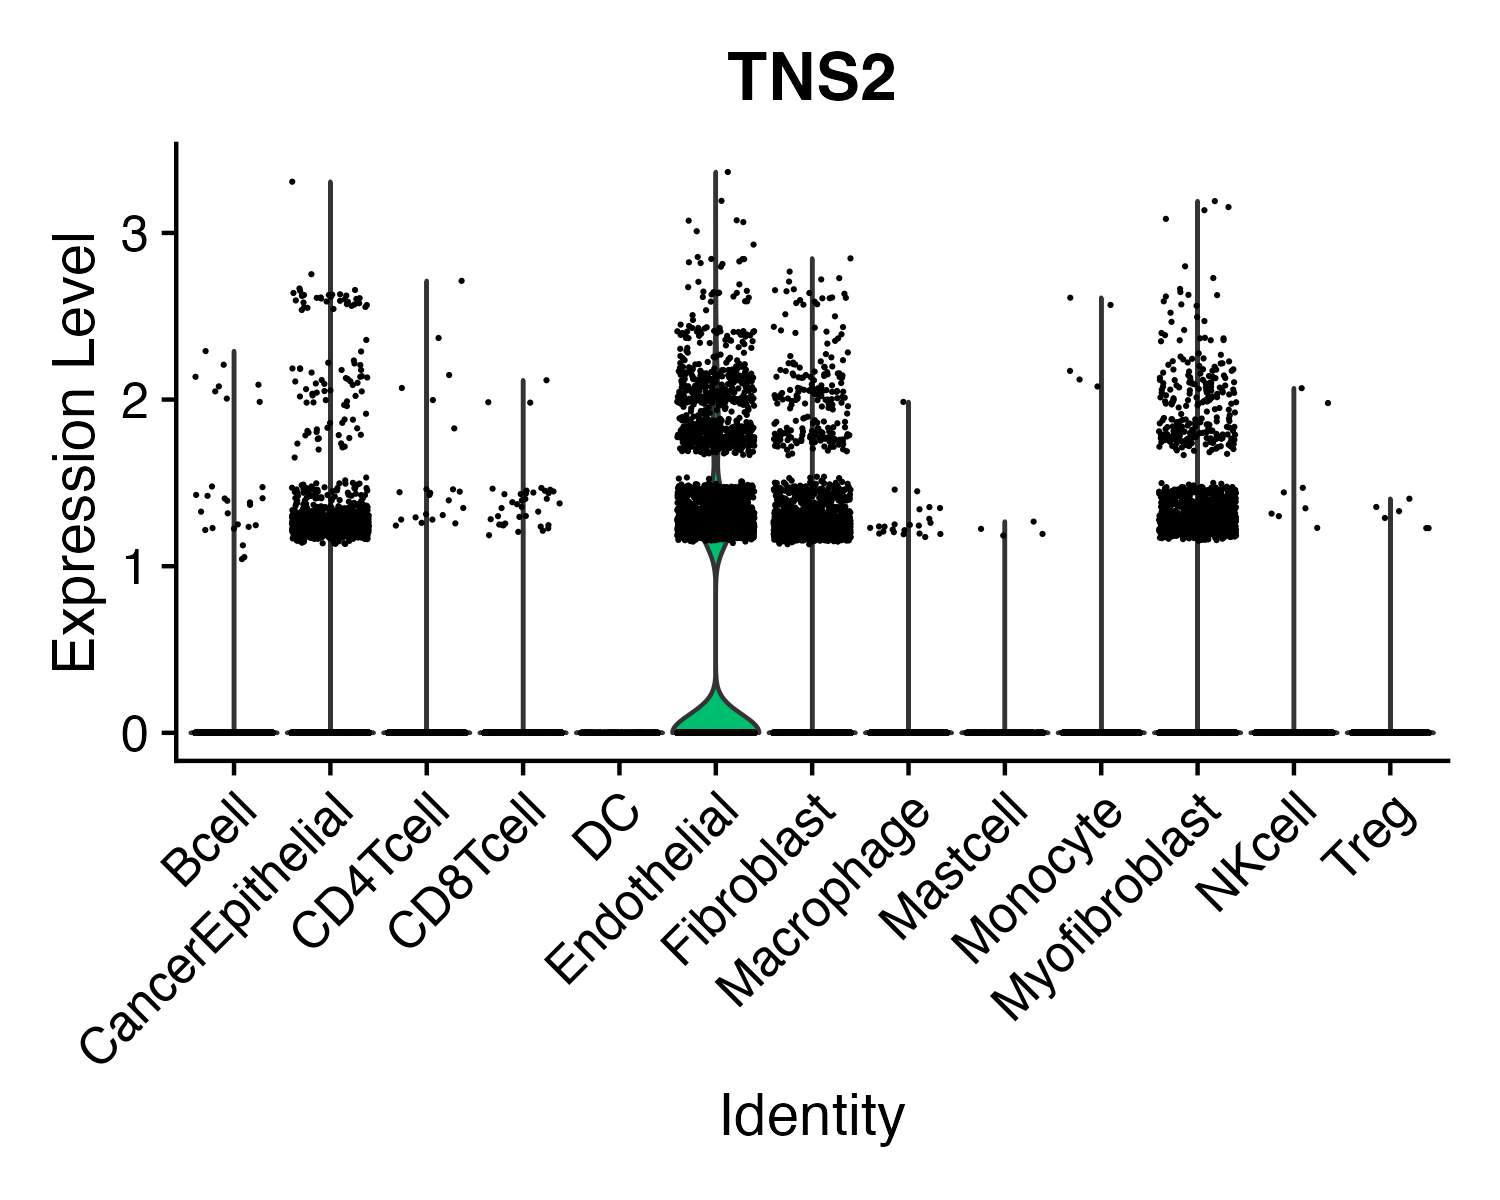 TNS2
Expression Level
3
2
1
0
Bcell
CancerEpithelial
CD4Tcell
CD8Tcell
DC
Endothelial
Fibroblast
Macrophage
Mastcell
Monocyte
Myofibroblast
NKcell
Treg
Identity